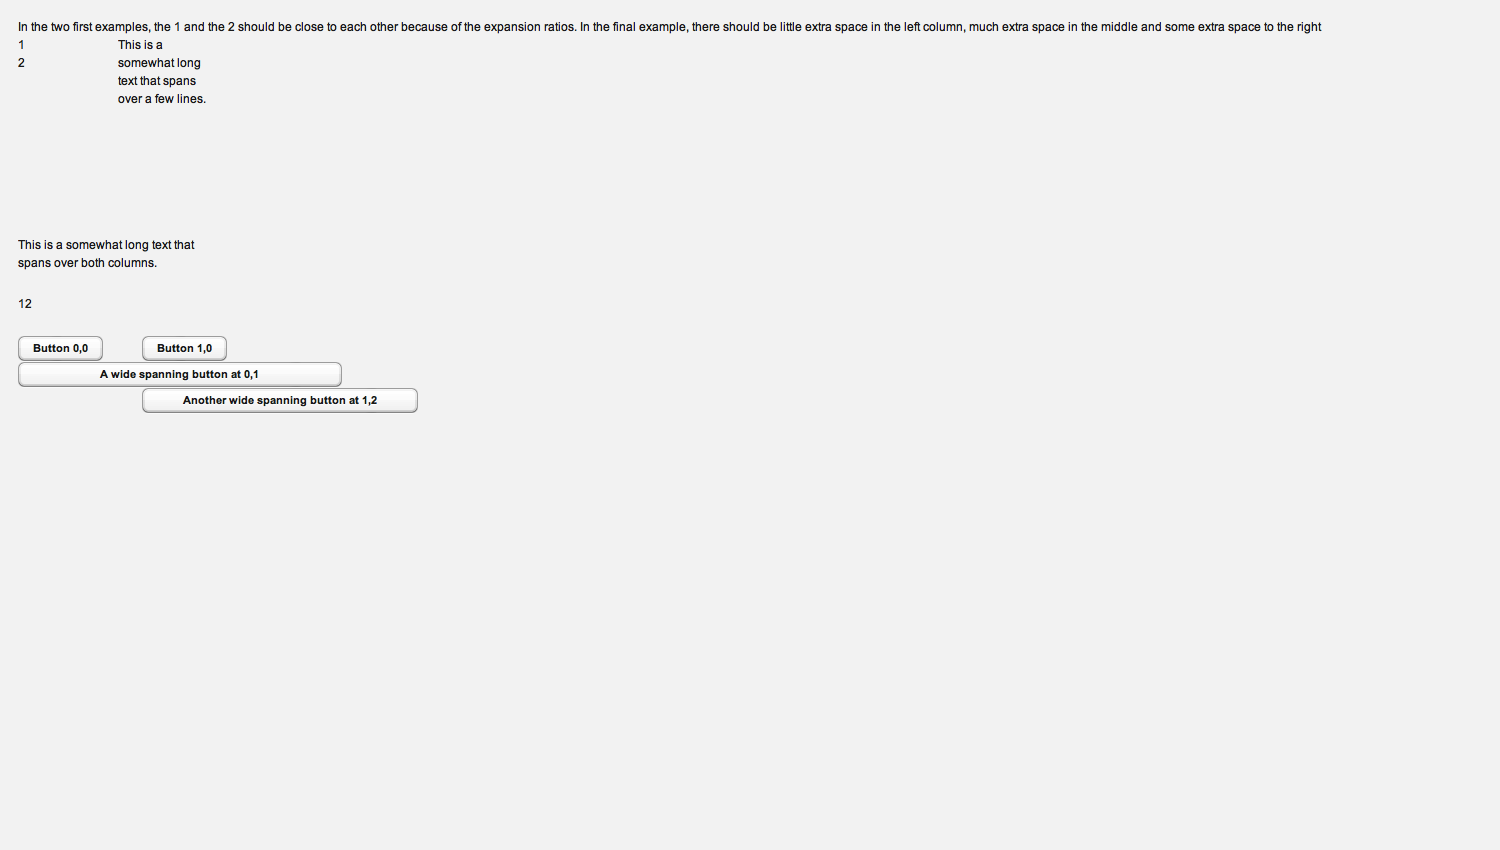 In the two first examples, the 1 and the 2 should be close to each other because of the expansion ratios. In the final example, there should be little extra space in the left column, much extra space in the middle and some extra space to the right
1
2
This is a
somewhat long
text that spans
over a few lines.
This is a somewhat long text that
spans over both columns.
12
Button 0,0
Button 1,0
A wide spanning button at 0,1
Another wide spanning button at 1,2